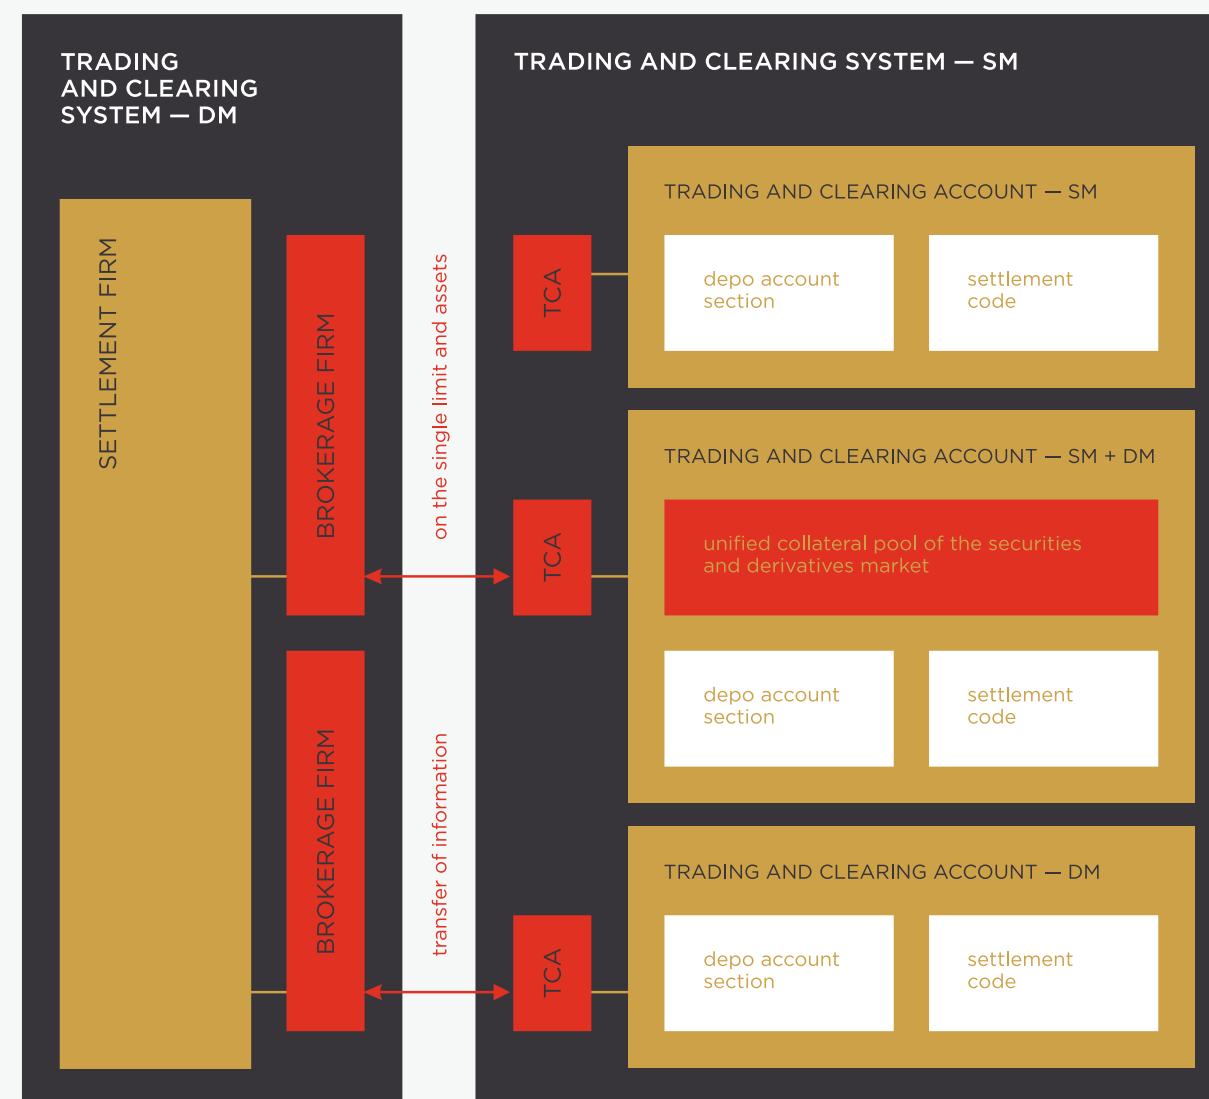 TRADING
AND CLEARING
SYSTEM — DM
SETTLEMENT FIRM
BROKERAGE FIRM
BROKERAGE FIRM
on the single limit and assets
transfer of information
TRADING AND CLEARING SYSTEM — SM
TCA
TRADING AND CLEARING ACCOUNT — SM
depo account
section
settlement
code
TCA
TRADING AND CLEARING ACCOUNT — SM + DM
unified collateral pool of the securities
and derivatives market
depo account
section
settlement
code
TCA
TRADING AND CLEARING ACCOUNT — DM
depo account
section
settlement
code